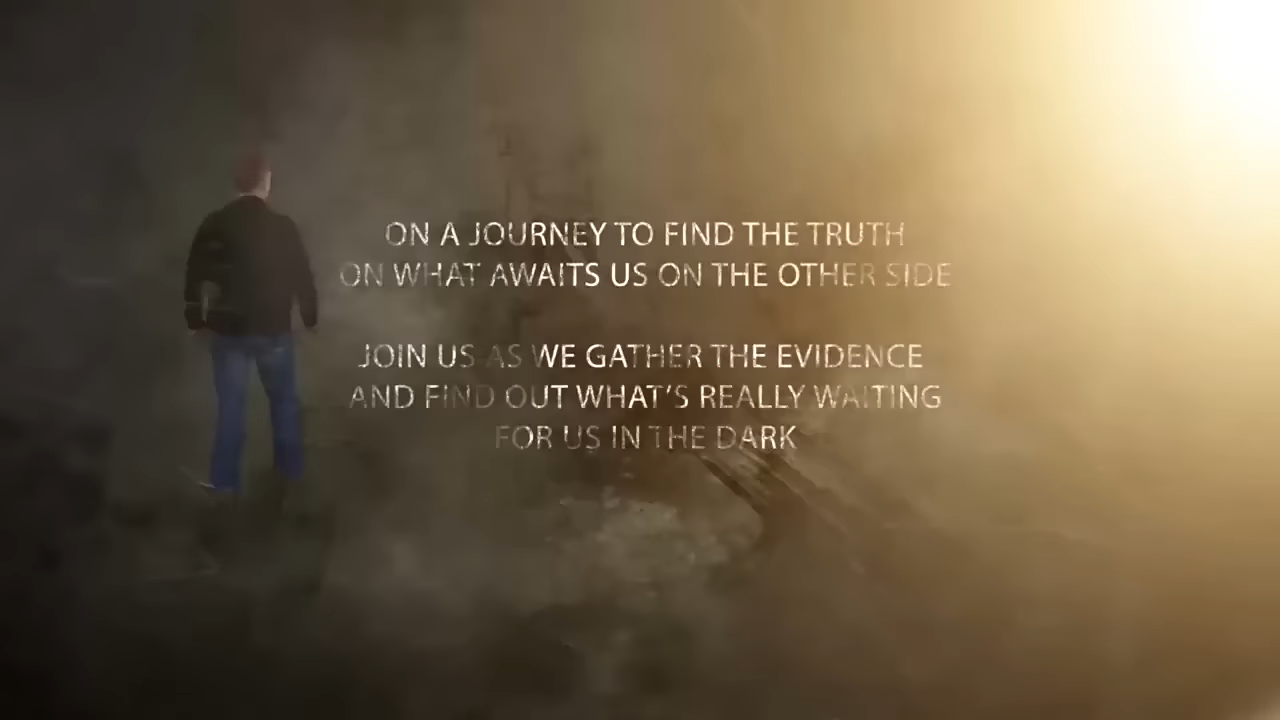 ON A JOURNEY TO FIND THE TRUTH
ON WHAT AWAITS US ON THE OTHER SIDE
JOIN US AS WE GATHER THE EVIDENCE
AND FIND OUT WHAT'S REALLY WAITING
FOR US IN THE DARK